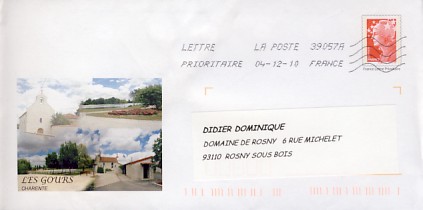 LETTRE LA POSTE 39057A
PRIORITAIRE 04-12-10 FRANCE
DIDIER DOMINIQUE
DOMAINE DE ROSNY 6 RUE MICHELET
93110 ROSNY SOUS BOIS
LES GOURS
CHARENTE